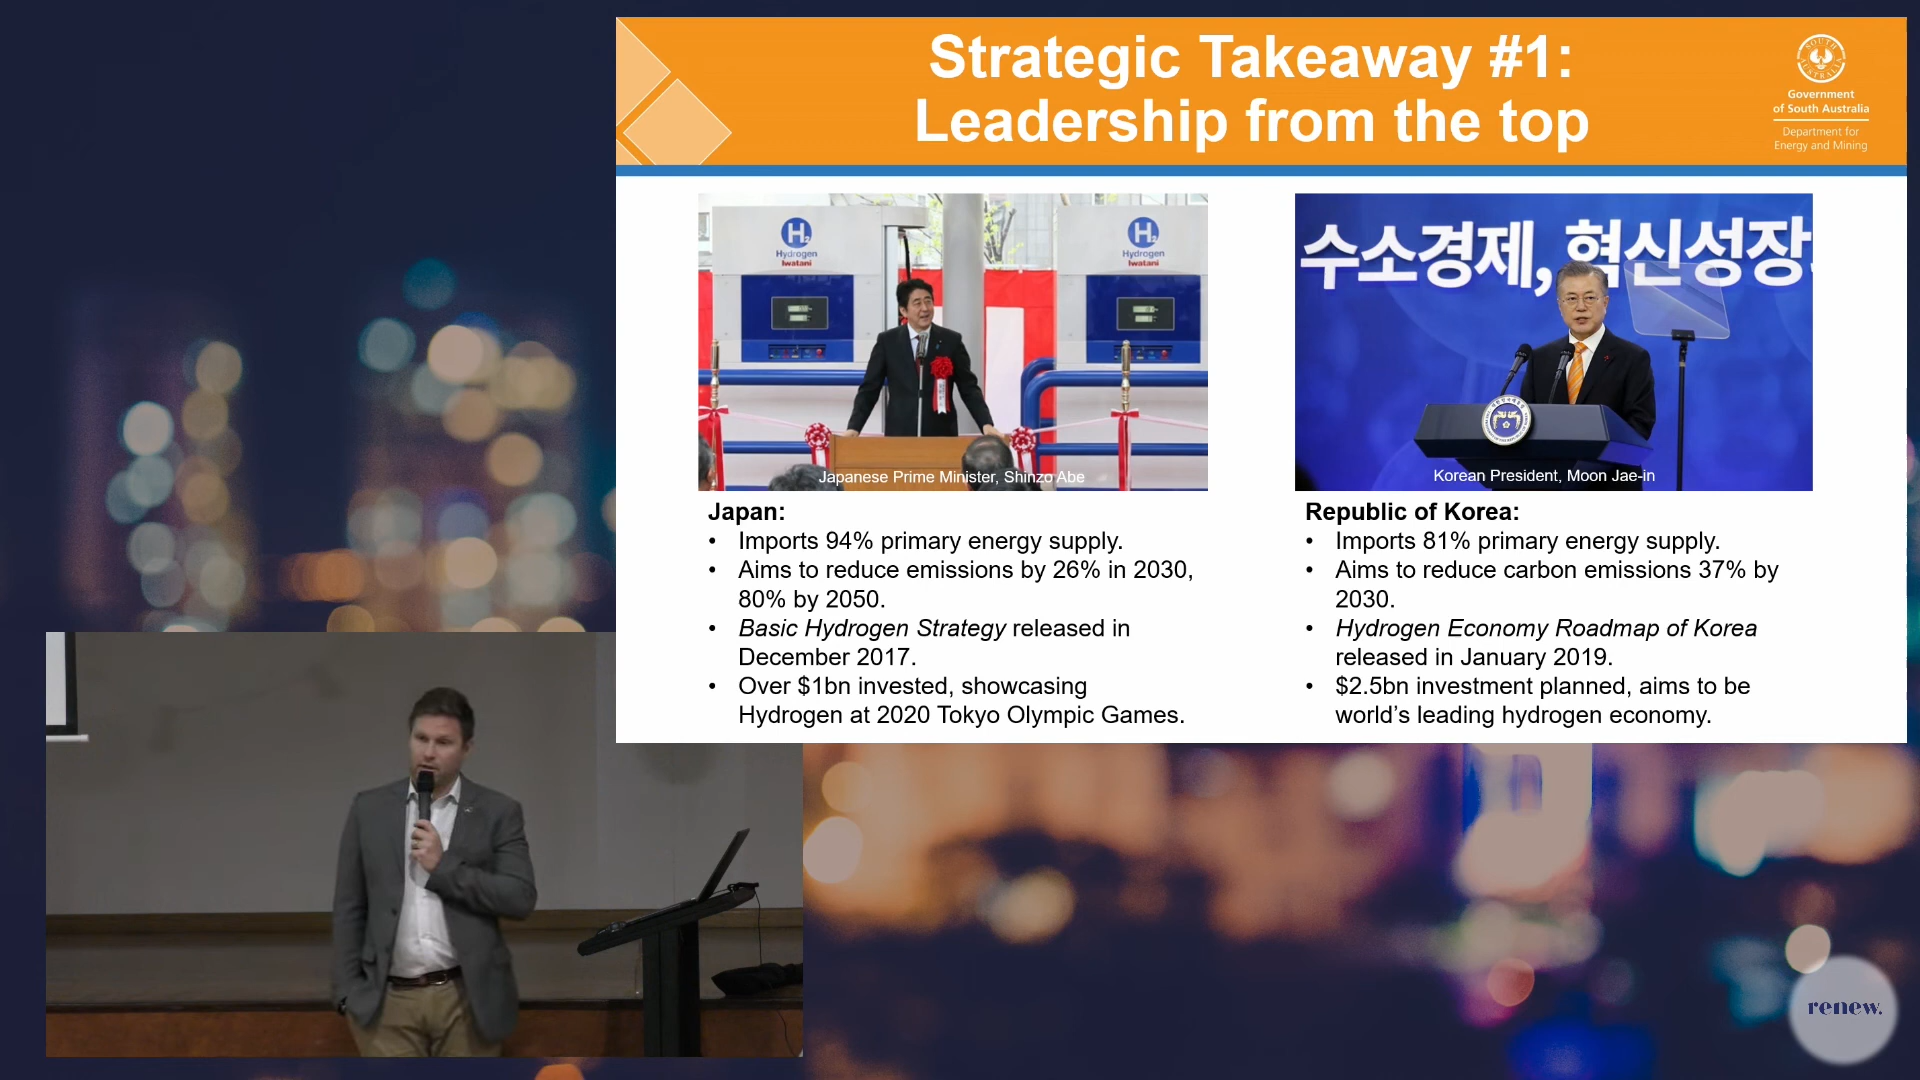 Strategic Takeaway #1:
Leadership from the top
SOUTH
AUSTRALIA
Government
of South Australia
Department for
Energy and Mining
H2
Hydrogen
Iwatani
H2
Hydrogen
Iwatani
Japanese Prime Minister, Shinzo Abe
수소경제, 혁신성장
Korean President, Moon Jae-in
Japan:
• Imports 94% primary energy supply.
• Aims to reduce emissions by 26% in 2030,
80% by 2050.
• Basic Hydrogen Strategy released in
December 2017.
• Over $1bn invested, showcasing
Hydrogen at 2020 Tokyo Olympic Games.
Republic of Korea:
• Imports 81% primary energy supply.
• Aims to reduce carbon emissions 37% by
2030.
• Hydrogen Economy Roadmap of Korea
released in January 2019.
• $2.5bn investment planned, aims to be
world’s leading hydrogen economy.
renew.